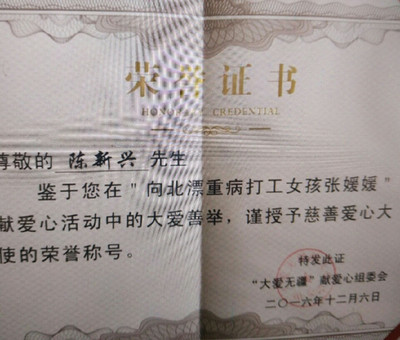 荣誉证书
HONOR CREDENTIAL
尊敬的 陈新兴 先生
鉴于您在"向北漂重病打工女孩张媛媛"
献爱心活动中的大爱善举，谨授予慈善爱心大
使的荣誉称号。
特发此证
"大爱无疆"献爱心组委会
二〇一六年十二月六日